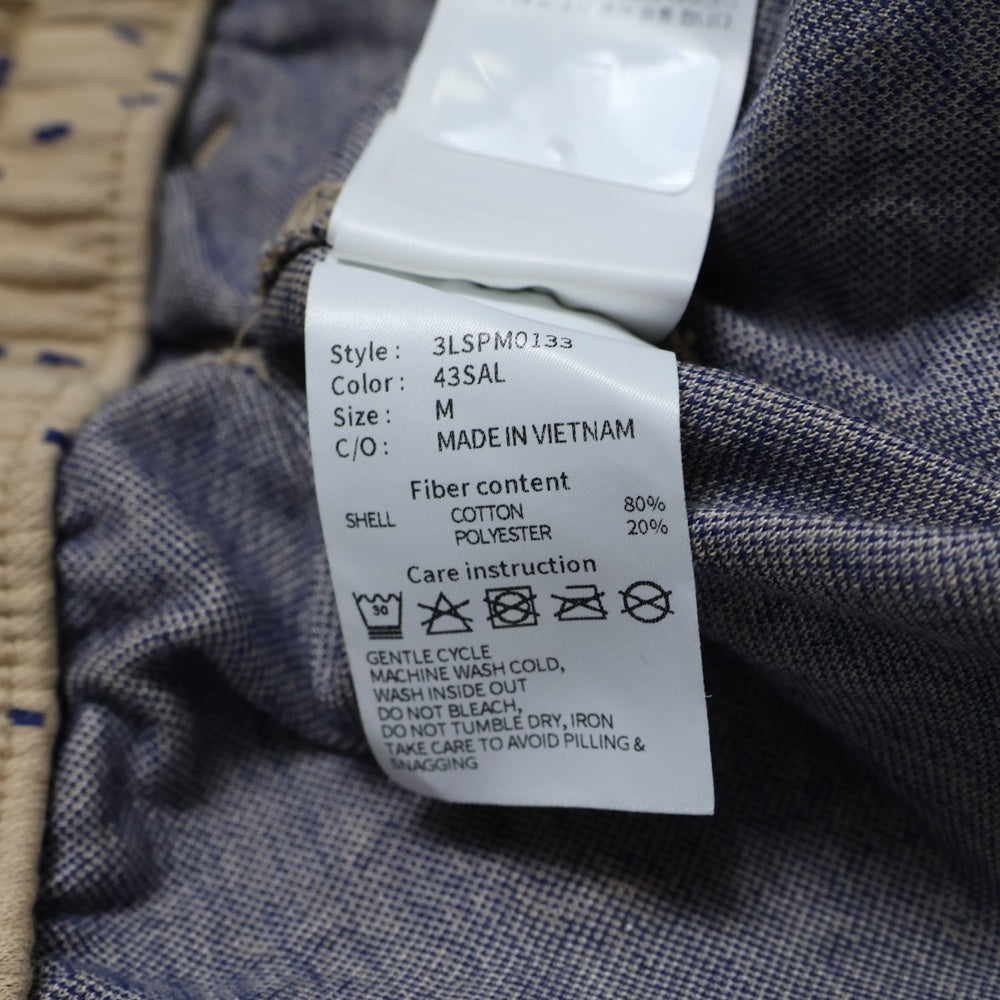 Style : 3LSPM0133
Color : 43SAL
Size : M
C/O : MADE IN VIETNAM
Fiber content
SHELL COTTON 80%
POLYESTER 20%
Care instruction
30
GENTLE CYCLE
MACHINE WASH COLD,
WASH INSIDE OUT
DO NOT BLEACH,
DO NOT TUMBLE DRY, IRON
TAKE CARE TO AVOID PILLING &
SNAGGING